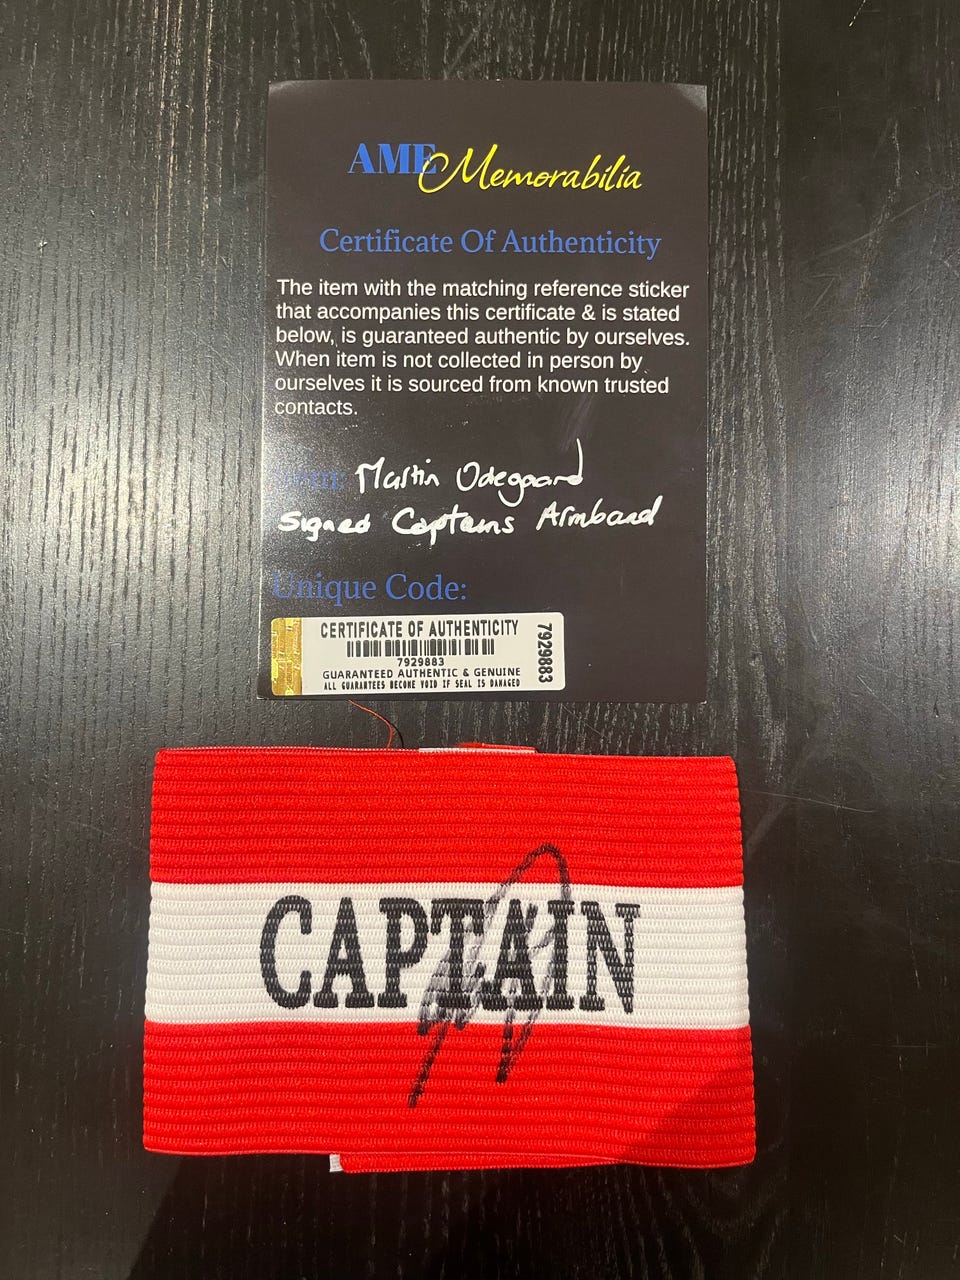 AME Memorabilia
Certificate Of Authenticity
The item with the matching reference sticker
that accompanies this certificate & is stated
below, is guaranteed authentic by ourselves.
When item is not collected in person by
ourselves it is sourced from known trusted
contacts.
Martin Odegaard
Signed Captains Armband
Unique Code:
CERTIFICATE OF AUTHENTICITY
7929883
GUARANTEED AUTHENTIC & GENUINE
ALL GUARANTEES BECOME VOID IF SEAL IS DAMAGED
7929883
CAPTAIN